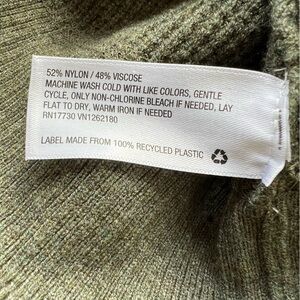 52% NYLON / 48% VISCOSE
MACHINE WASH COLD WITH LIKE COLORS, GENTLE
CYCLE, ONLY NON-CHLORINE BLEACH IF NEEDED, LAY
FLAT TO DRY, WARM IRON IF NEEDED
RN17730 VN1262180
LABEL MADE FROM 100% RECYCLED PLASTIC